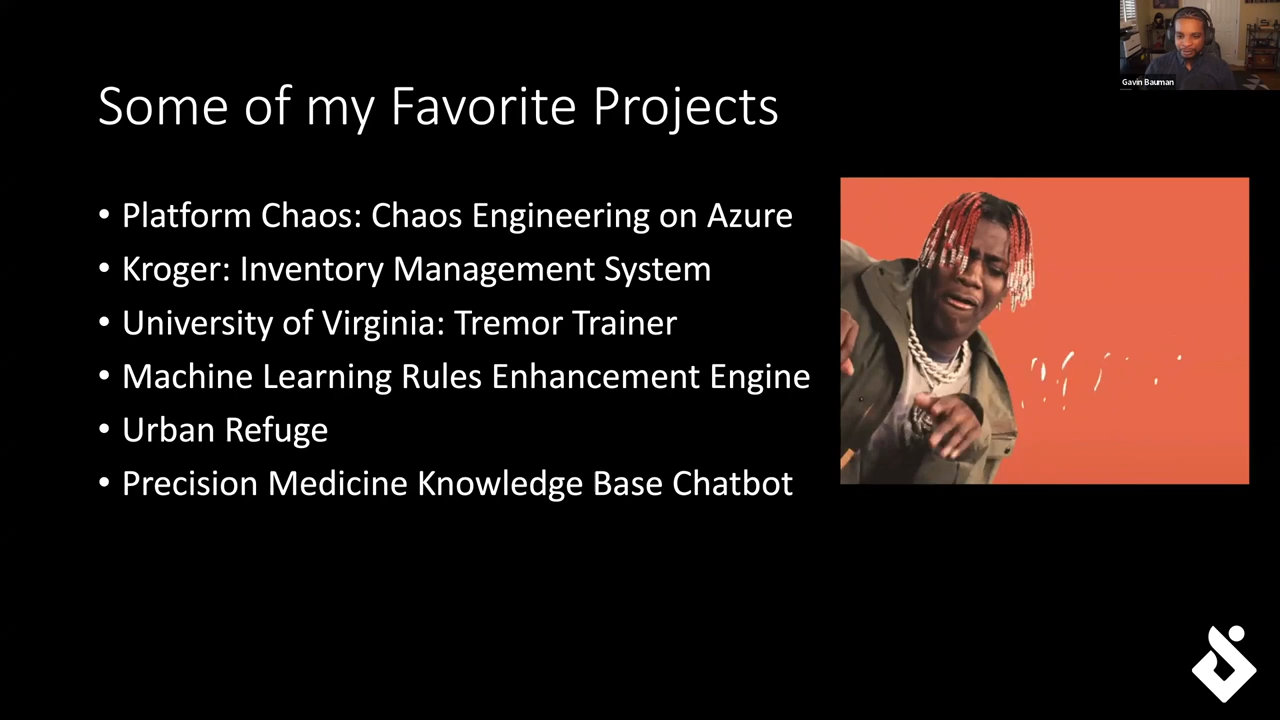 Gavin Bauman
Some of my Favorite Projects
• Platform Chaos: Chaos Engineering on Azure
• Kroger: Inventory Management System
• University of Virginia: Tremor Trainer
• Machine Learning Rules Enhancement Engine
• Urban Refuge
• Precision Medicine Knowledge Base Chatbot